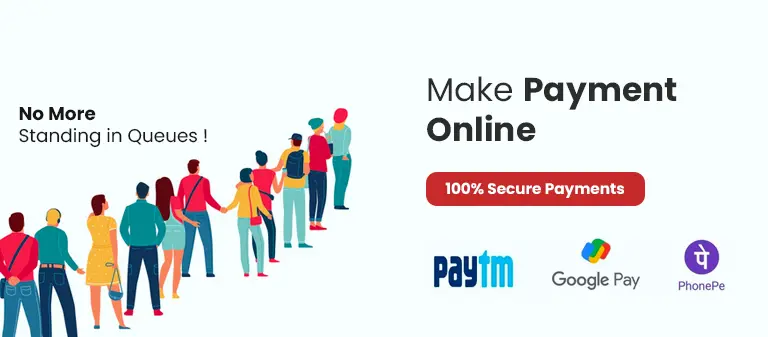 No More
Standing in Queues !
Make Payment
Online
100% Secure Payments
paytm
Google Pay
पे
PhonePe